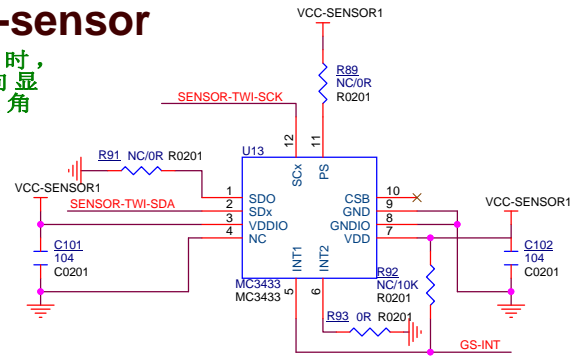 -sensor
时，
向显
角
VCC-SENSOR1
R89
NC/0R
R0201
SENSOR-TWI-SCK
12
11
U13
SCx
PS
R91 NC/0R R0201
VCC-SENSOR1
SENSOR-TWI-SDA
1
2
3
4
SDO
SDx
VDDIO
NC
CSB
GND
GNDIO
VDD
10
9
8
7
VCC-SENSOR1
C101
104
C0201
INT1
INT2
MC3433
MC3433
5
6
R92
NC/10K
R0201
C102
104
C0201
R93 0R R0201
GS-INT